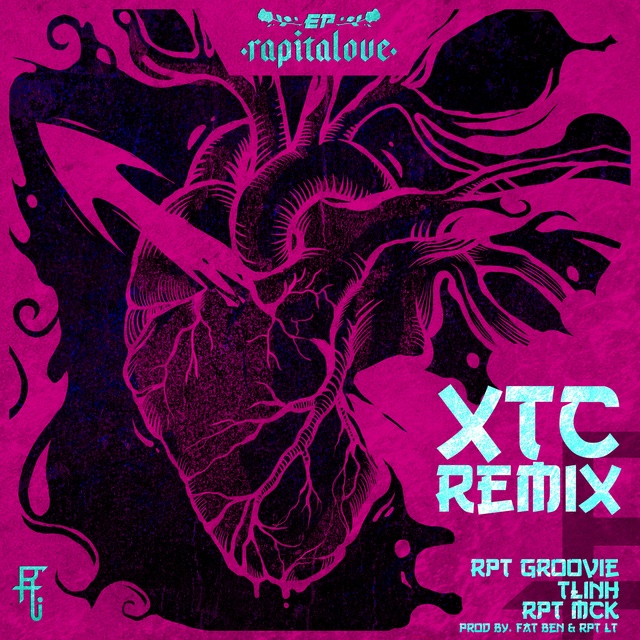 EP
rapitalove
XTC
REMIX
RPT GROOVIE
TLINH
RPT MCK
PROD BY. FAT BEN & RPT LT